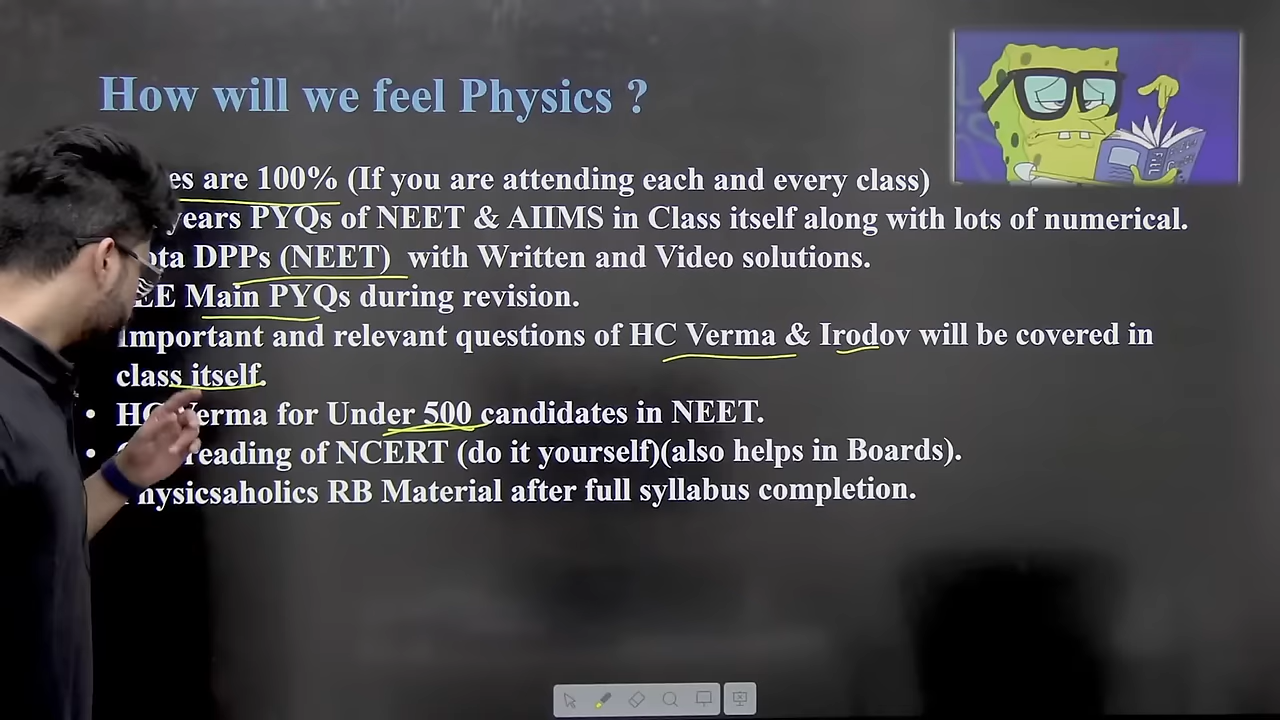 How will we feel Physics ?
es are 100% (If you are attending each and every class)
years PYQs of NEET & AIIMS in Class itself along with lots of numerical.
ota DPPs (NEET) with Written and Video solutions.
EE Main PYQs during revision.
Important and relevant questions of HC Verma & Irodov will be covered in
class itself.
• HC Verma for Under 500 candidates in NEET.
• reading of NCERT (do it yourself)(also helps in Boards).
Physicsaholics RB Material after full syllabus completion.